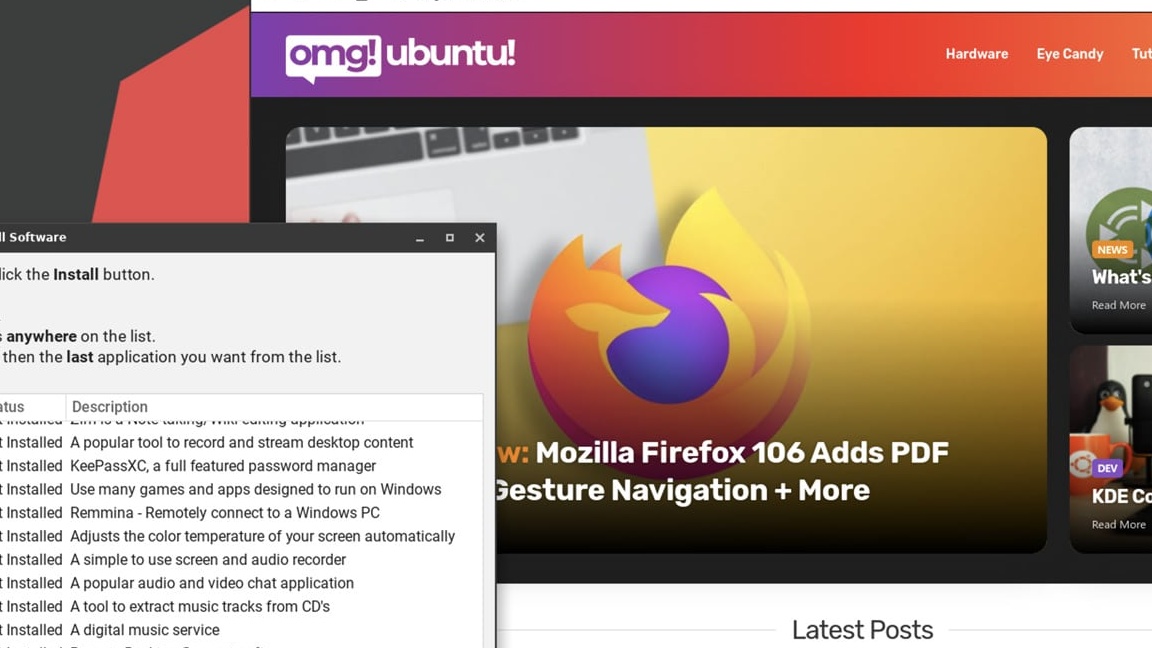 omg! ubuntu!
Hardware Eye Candy
ll Software
lick the Install button.
s anywhere on the list.
then the last application you want from the list.
atus Description
t Installed A popular tool to record and stream desktop content
t Installed KeePassXC, a full featured password manager
t Installed Use many games and apps designed to run on Windows
t Installed Remmina - Remotely connect to a Windows PC
t Installed Adjusts the color temperature of your screen automatically
t Installed A simple to use screen and audio recorder
t Installed A popular audio and video chat application
t Installed A tool to extract music tracks from CD's
t Installed A digital music service
w: Mozilla Firefox 106 Adds PDF
Gesture Navigation + More
NEWS
What's
Read More
DEV
KDE Co
Read More
Latest Posts